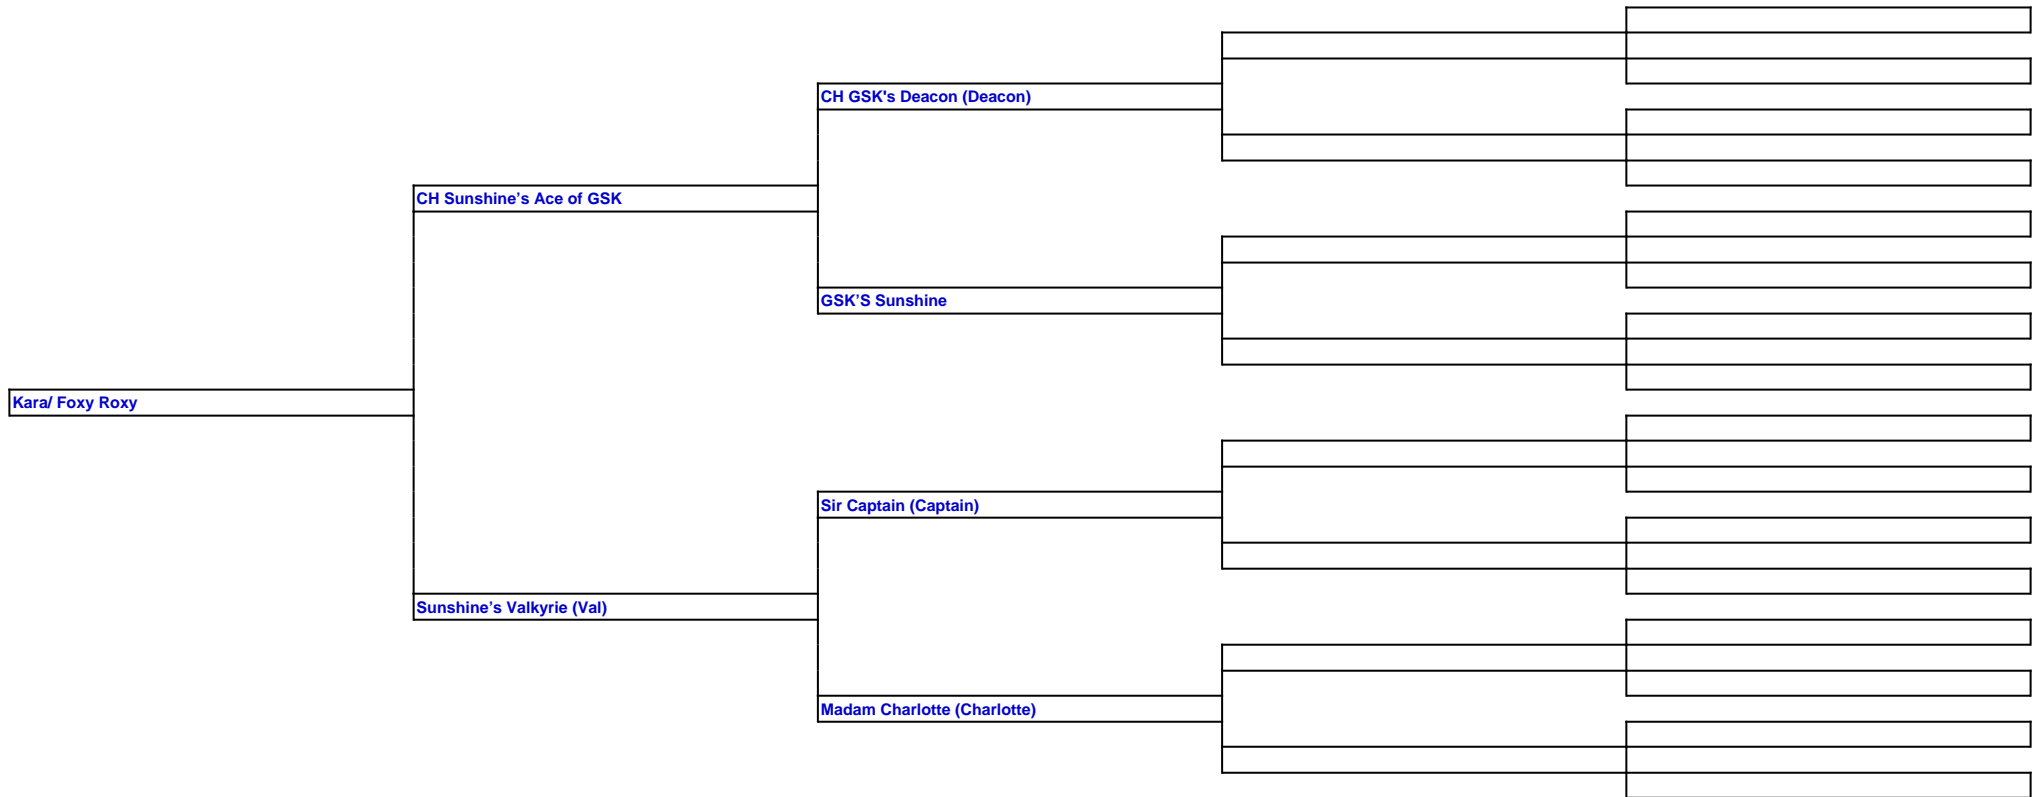 CH GSK's Deacon (Deacon)
CH Sunshine’s Ace of GSK
GSK’S Sunshine
Kara/ Foxy Roxy
Sir Captain (Captain)
Sunshine’s Valkyrie (Val)
Madam Charlotte (Charlotte)